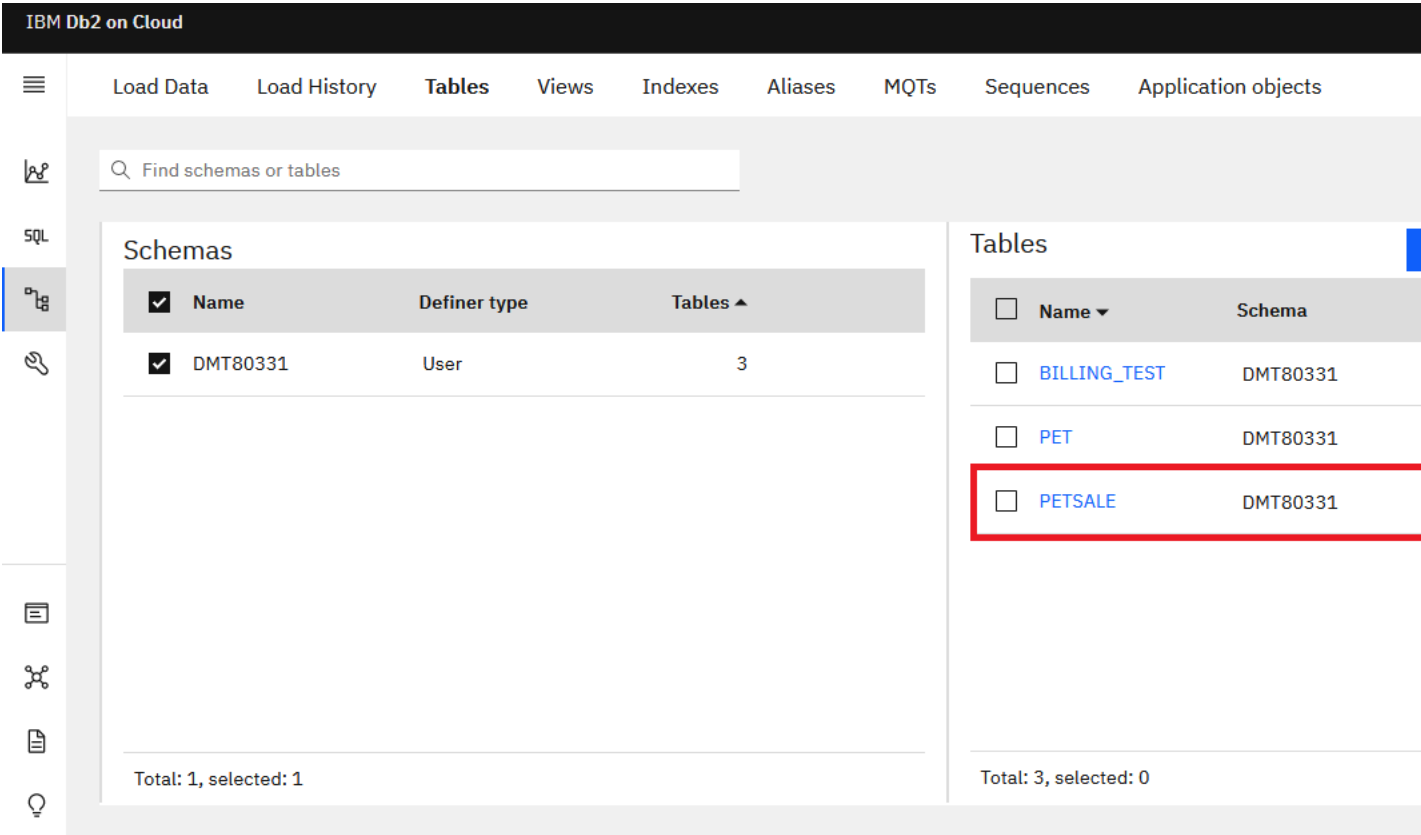 IBM Db2 on Cloud
Load Data Load History Tables Views Indexes Aliases MQTs Sequences Application objects
Find schemas or tables
SQL
Schemas
Name Definer type Tables
DMT80331 User 3
Total: 1, selected: 1
Tables
Name Schema
BILLING_TEST DMT80331
PET DMT80331
PETSALE DMT80331
Total: 3, selected: 0